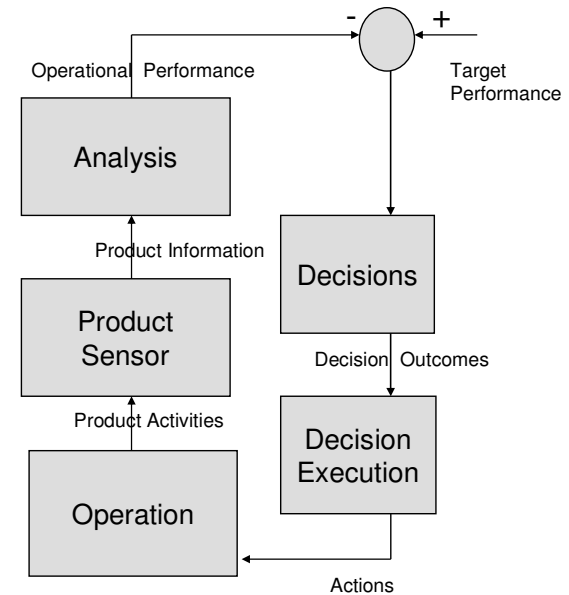 - +
Operational Performance
Target
Performance
Analysis
Product Information
Decisions
Product
Sensor
Decision Outcomes
Product Activities
Decision
Execution
Operation
Actions